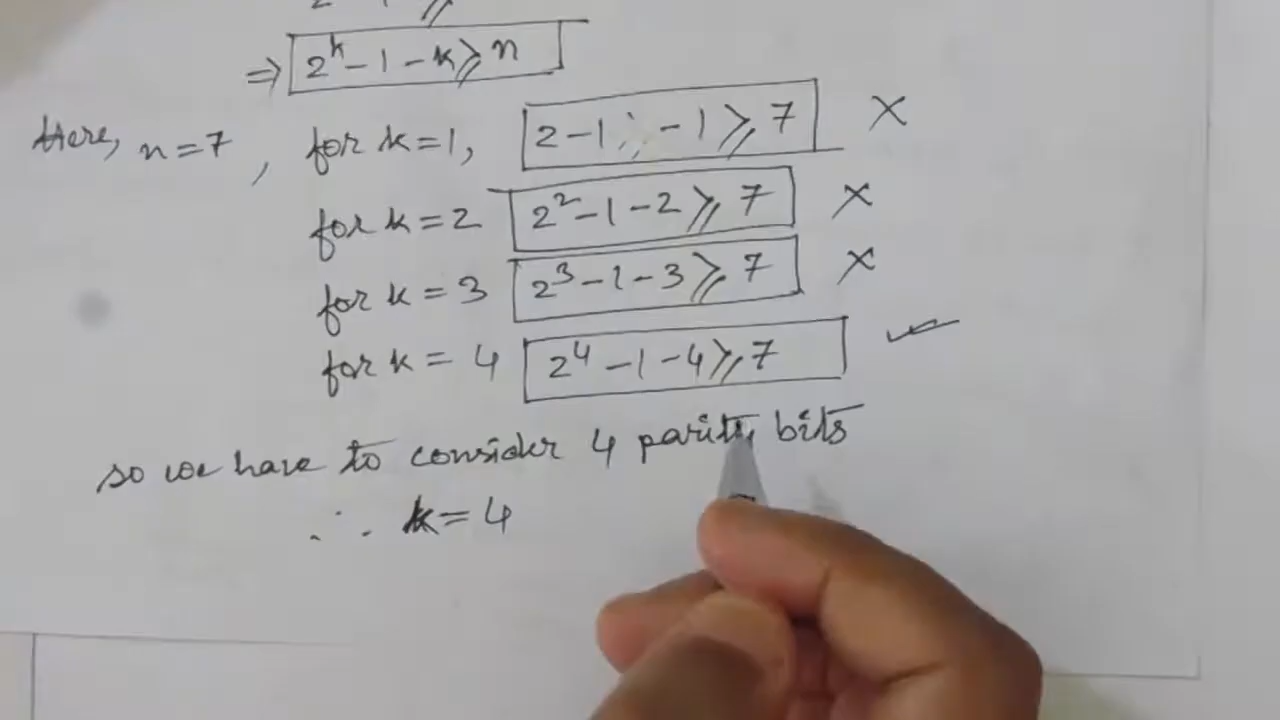 ⇒ 2^k - 1 - k ≥ n
Here, n = 7, for k = 1, 2 - 1 - 1 ≥ 7 ×
for k = 2 2^2 - 1 - 2 ≥ 7 ×
for k = 3 2^3 - 1 - 3 ≥ 7 ×
for k = 4 2^4 - 1 - 4 ≥ 7 ✓
so we have to consider 4 parity bits
∴ k = 4